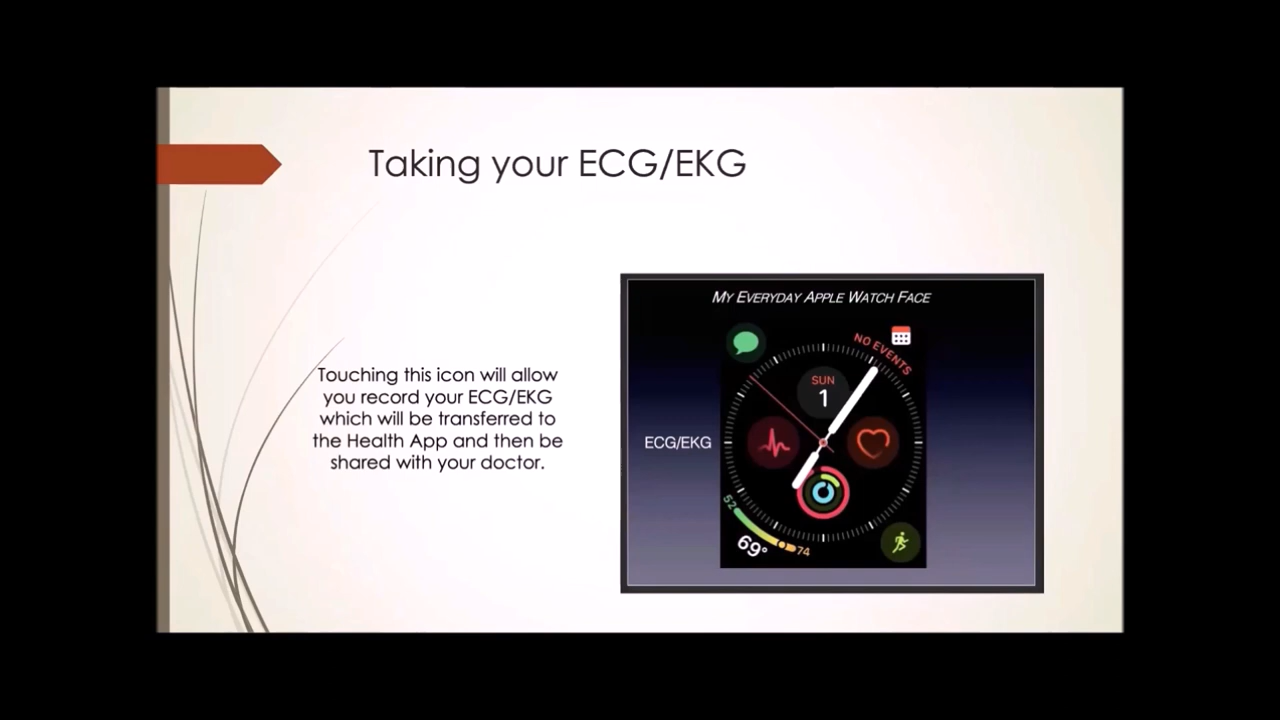 Taking your ECG/EKG
Touching this icon will allow
you record your ECG/EKG
which will be transferred to
the Health App and then be
shared with your doctor.
MY EVERYDAY APPLE WATCH FACE
NO EVENTS
SUN
1
ECG/EKG
52
69°
74